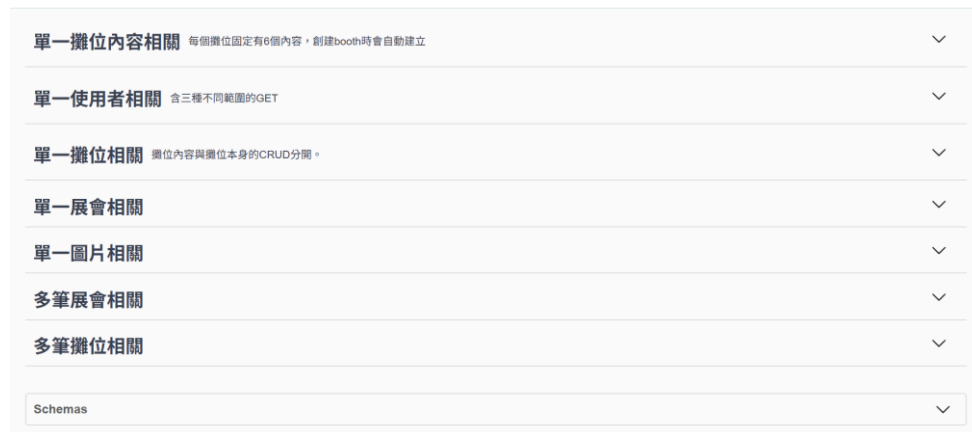 單一攤位內容相關 每個攤位固定有6個內容，創建booth時會自動建立
單一使用者相關 含三種不同範圍的GET
單一攤位相關 攤位內容與攤位本身的CRUD分開。
單一展會相關
單一圖片相關
多筆展會相關
多筆攤位相關
Schemas